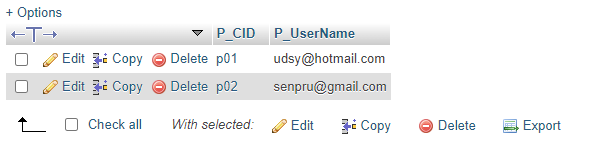 + Options
P_CID P_UserName
Edit Copy Delete p01 udsy@hotmail.com
Edit Copy Delete p02 senpru@gmail.com
Check all With selected: Edit Copy Delete Export